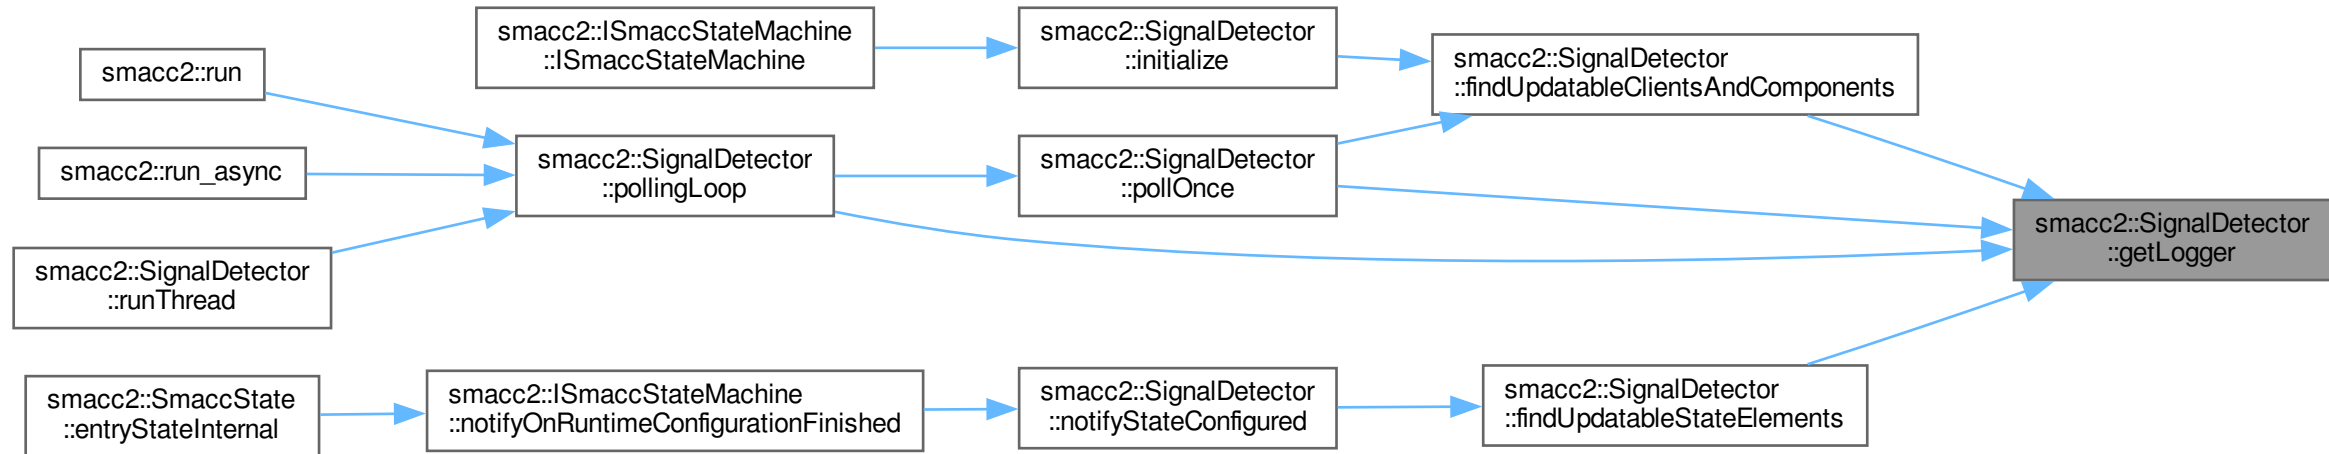 smacc2::ISmaccStateMachine
::ISmaccStateMachine
smacc2::SignalDetector
::initialize
smacc2::SignalDetector
::findUpdatableClientsAndComponents
smacc2::run
smacc2::SignalDetector
::pollingLoop
smacc2::SignalDetector
::pollOnce
smacc2::run_async
smacc2::SignalDetector
::getLogger
smacc2::SignalDetector
::runThread
smacc2::SmaccState
::entryStateInternal
smacc2::ISmaccStateMachine
::notifyOnRuntimeConfigurationFinished
smacc2::SignalDetector
::notifyStateConfigured
smacc2::SignalDetector
::findUpdatableStateElements